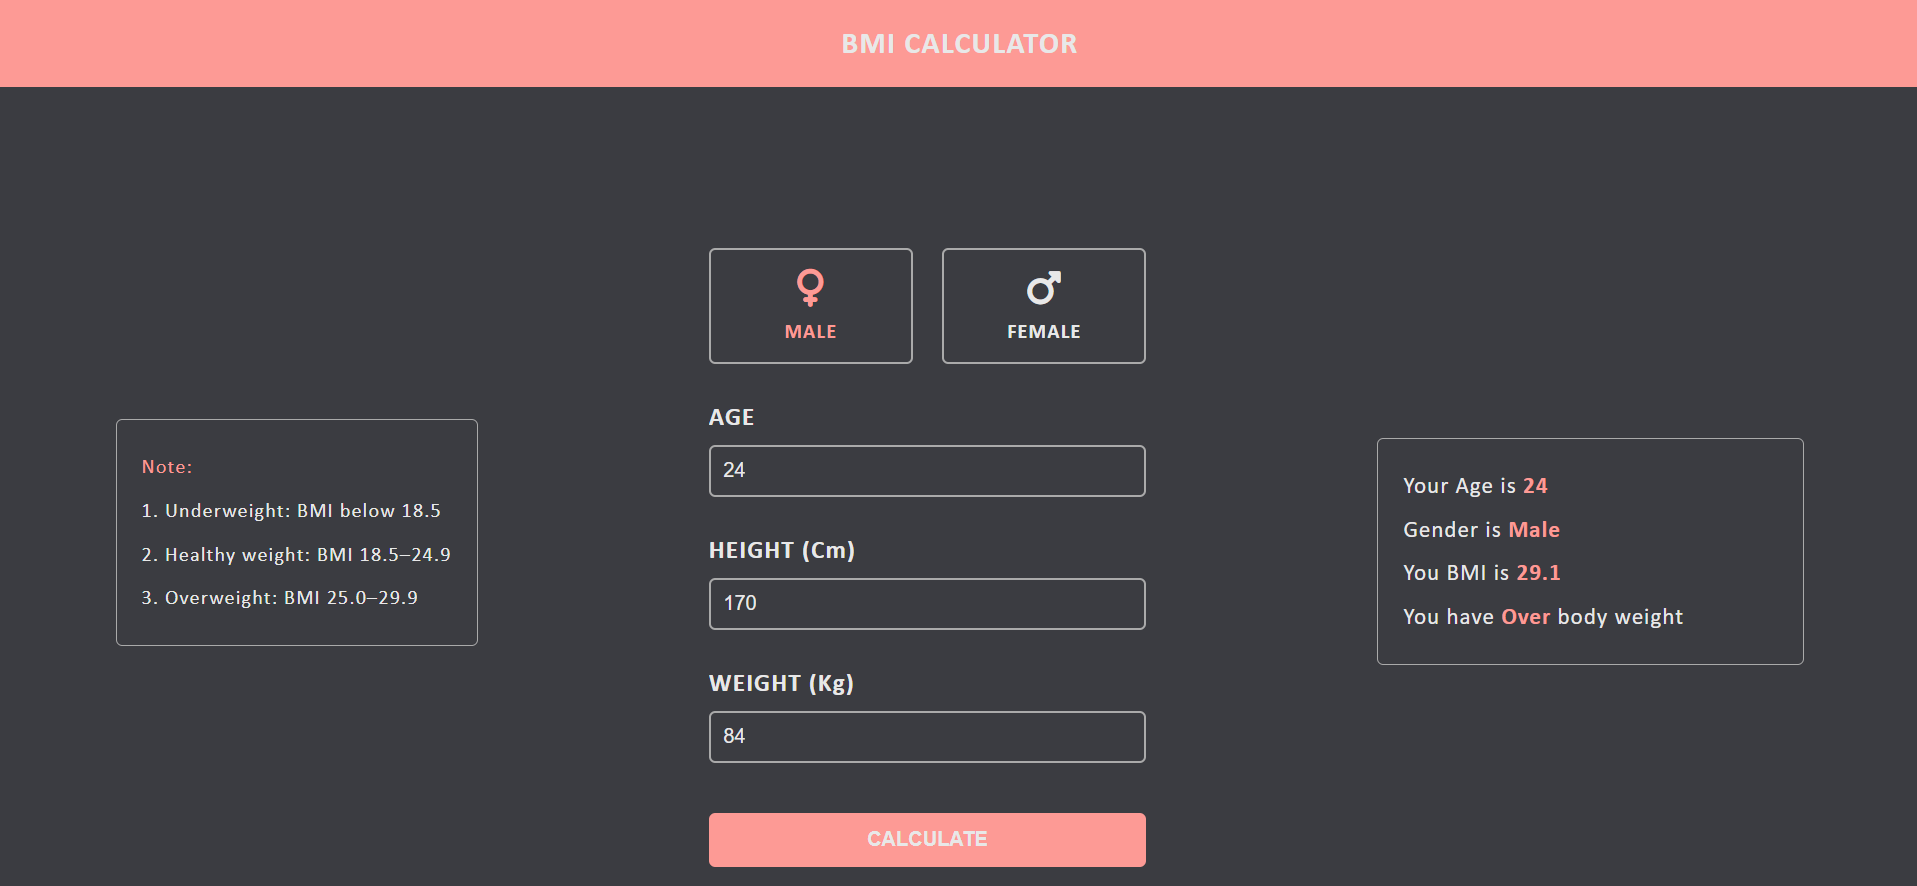 BMI CALCULATOR
MALE
FEMALE
AGE
24
HEIGHT (Cm)
170
WEIGHT (Kg)
84
CALCULATE
Note:
1. Underweight: BMI below 18.5
2. Healthy weight: BMI 18.5–24.9
3. Overweight: BMI 25.0–29.9
Your Age is 24
Gender is Male
You BMI is 29.1
You have Over body weight